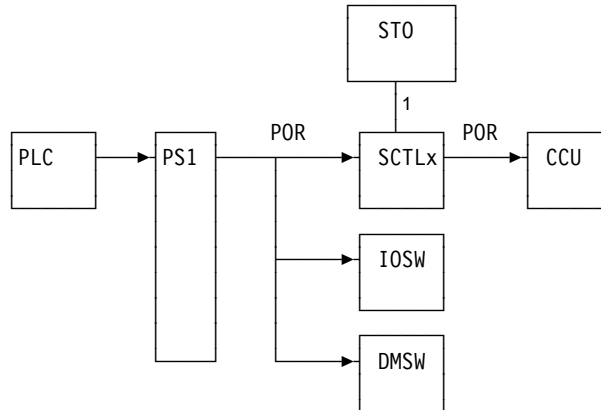 STO
1
POR
POR
PLC
PS1
SCTLx
CCU
IOSW
DMSW